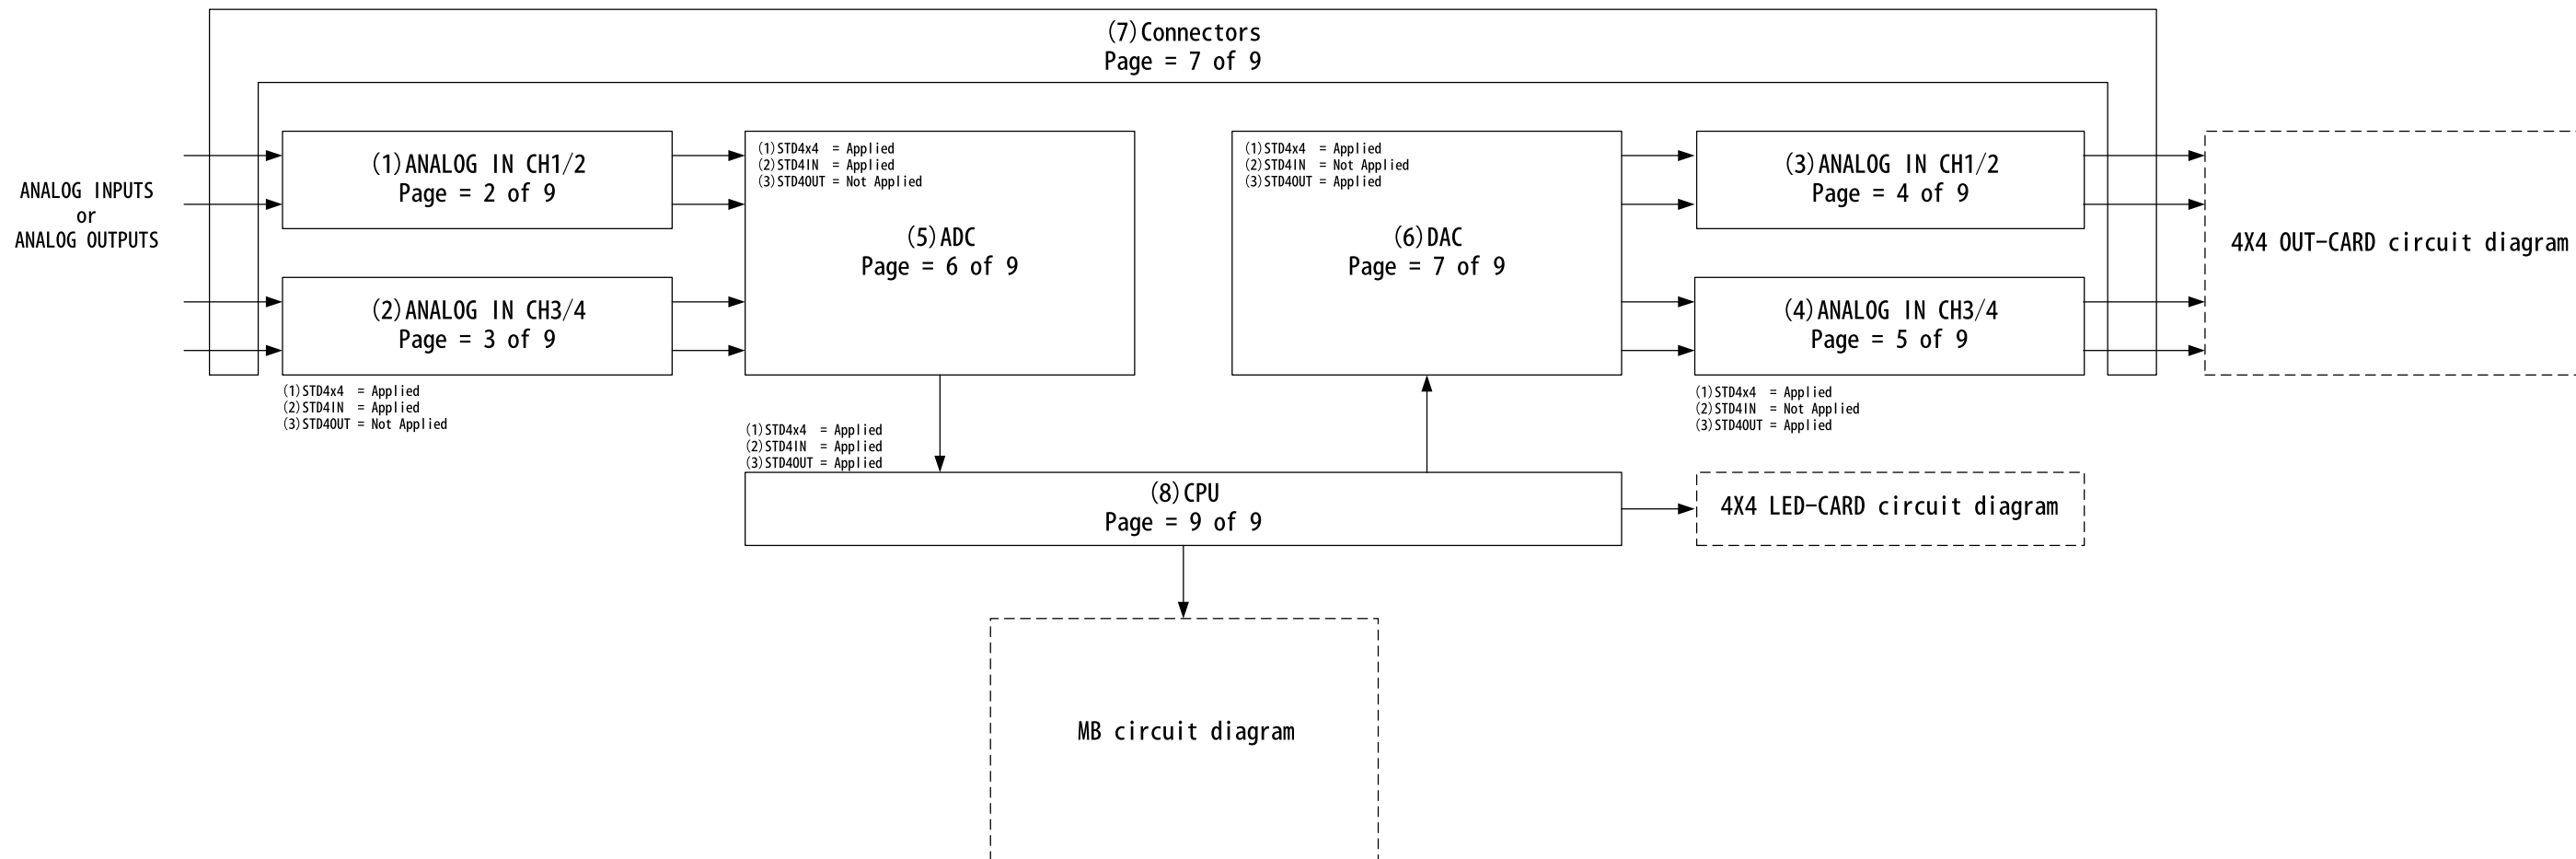 (7)Connectors
Page = 7 of 9
ANALOG INPUTS
or
ANALOG OUTPUTS
(1)ANALOG IN CH1/2
Page = 2 of 9
(2)ANALOG IN CH3/4
Page = 3 of 9
(1)STD4x4 = Applied
(2)STD4IN = Applied
(3)STD4OUT = Not Applied
(1)STD4x4 = Applied
(2)STD4IN = Applied
(3)STD4OUT = Not Applied
(5)ADC
Page = 6 of 9
(1)STD4x4 = Applied
(2)STD4IN = Not Applied
(3)STD4OUT = Applied
(6)DAC
Page = 7 of 9
(3)ANALOG IN CH1/2
Page = 4 of 9
(4)ANALOG IN CH3/4
Page = 5 of 9
(1)STD4x4 = Applied
(2)STD4IN = Not Applied
(3)STD4OUT = Applied
4X4 OUT-CARD circuit diagram
(1)STD4x4 = Applied
(2)STD4IN = Applied
(3)STD4OUT = Applied
(8)CPU
Page = 9 of 9
4X4 LED-CARD circuit diagram
MB circuit diagram